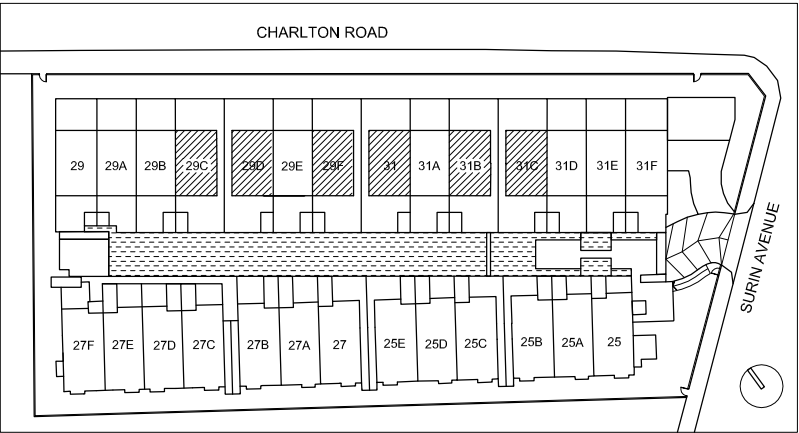 CHARLTON ROAD
29 29A 29B 29C 29D 29E 29F 31 31A 31B 31C 31D 31E 31F
SURIN AVENUE
27F 27E 27D 27C 27B 27A 27 25E 25D 25C 25B 25A 25